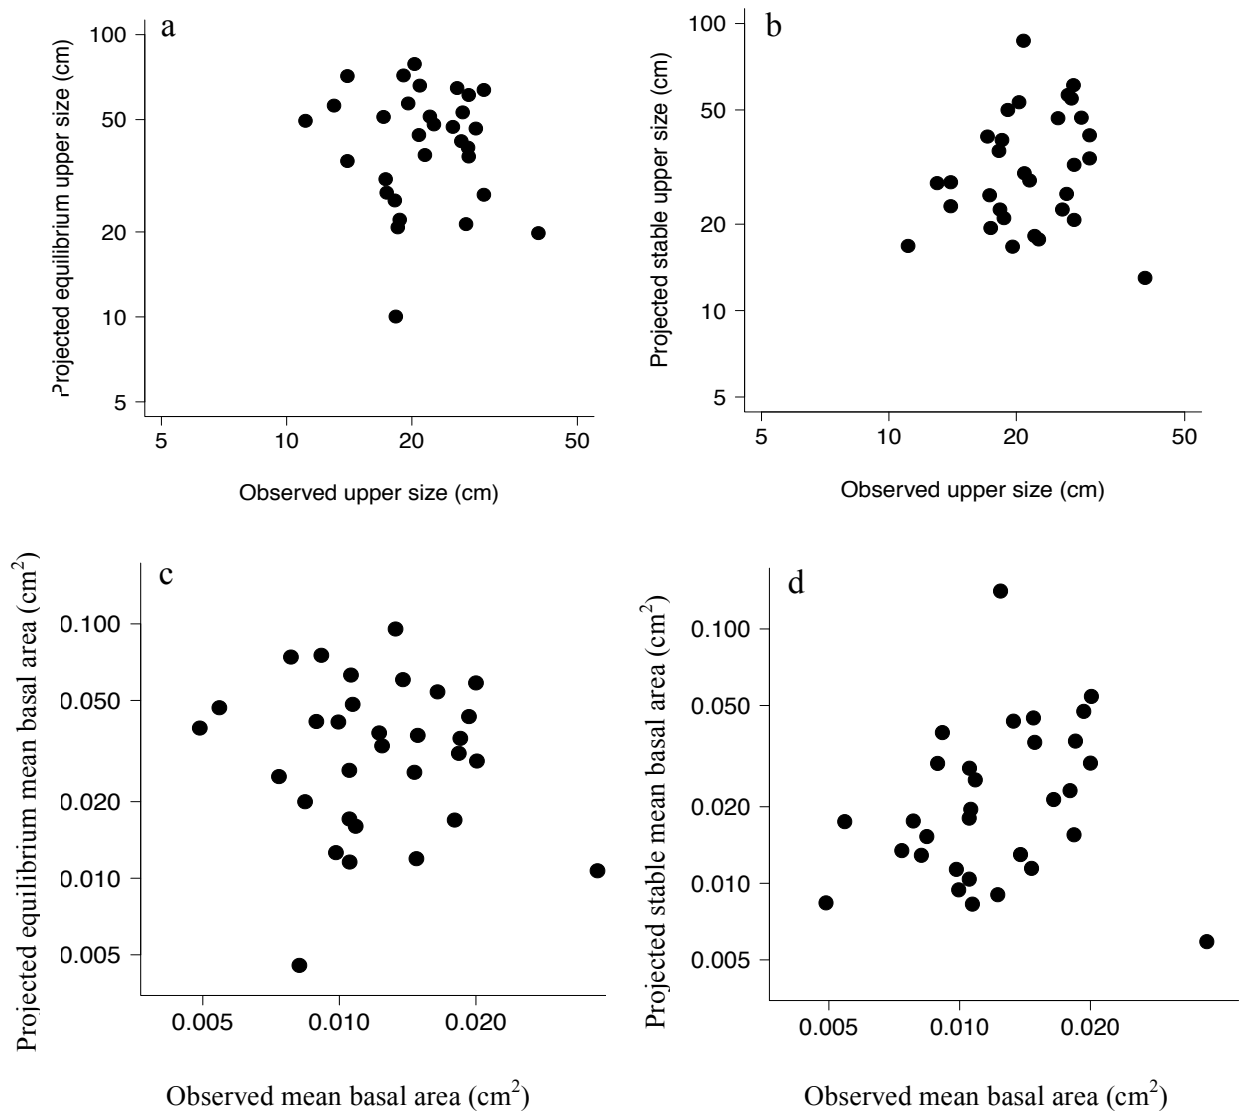 a
Projected equilibrium upper size (cm)
100
50
20
10
5
5 10 20 50
Observed upper size (cm)
b
Projected stable upper size (cm)
100
50
20
10
5
5 10 20 50
Observed upper size (cm)
c
Projected equilibrium mean basal area (cm²)
0.100
0.050
0.020
0.010
0.005
0.005 0.010 0.020
Observed mean basal area (cm²)
d
Projected stable mean basal area (cm²)
0.100
0.050
0.020
0.010
0.005
0.005 0.010 0.020
Observed mean basal area (cm²)